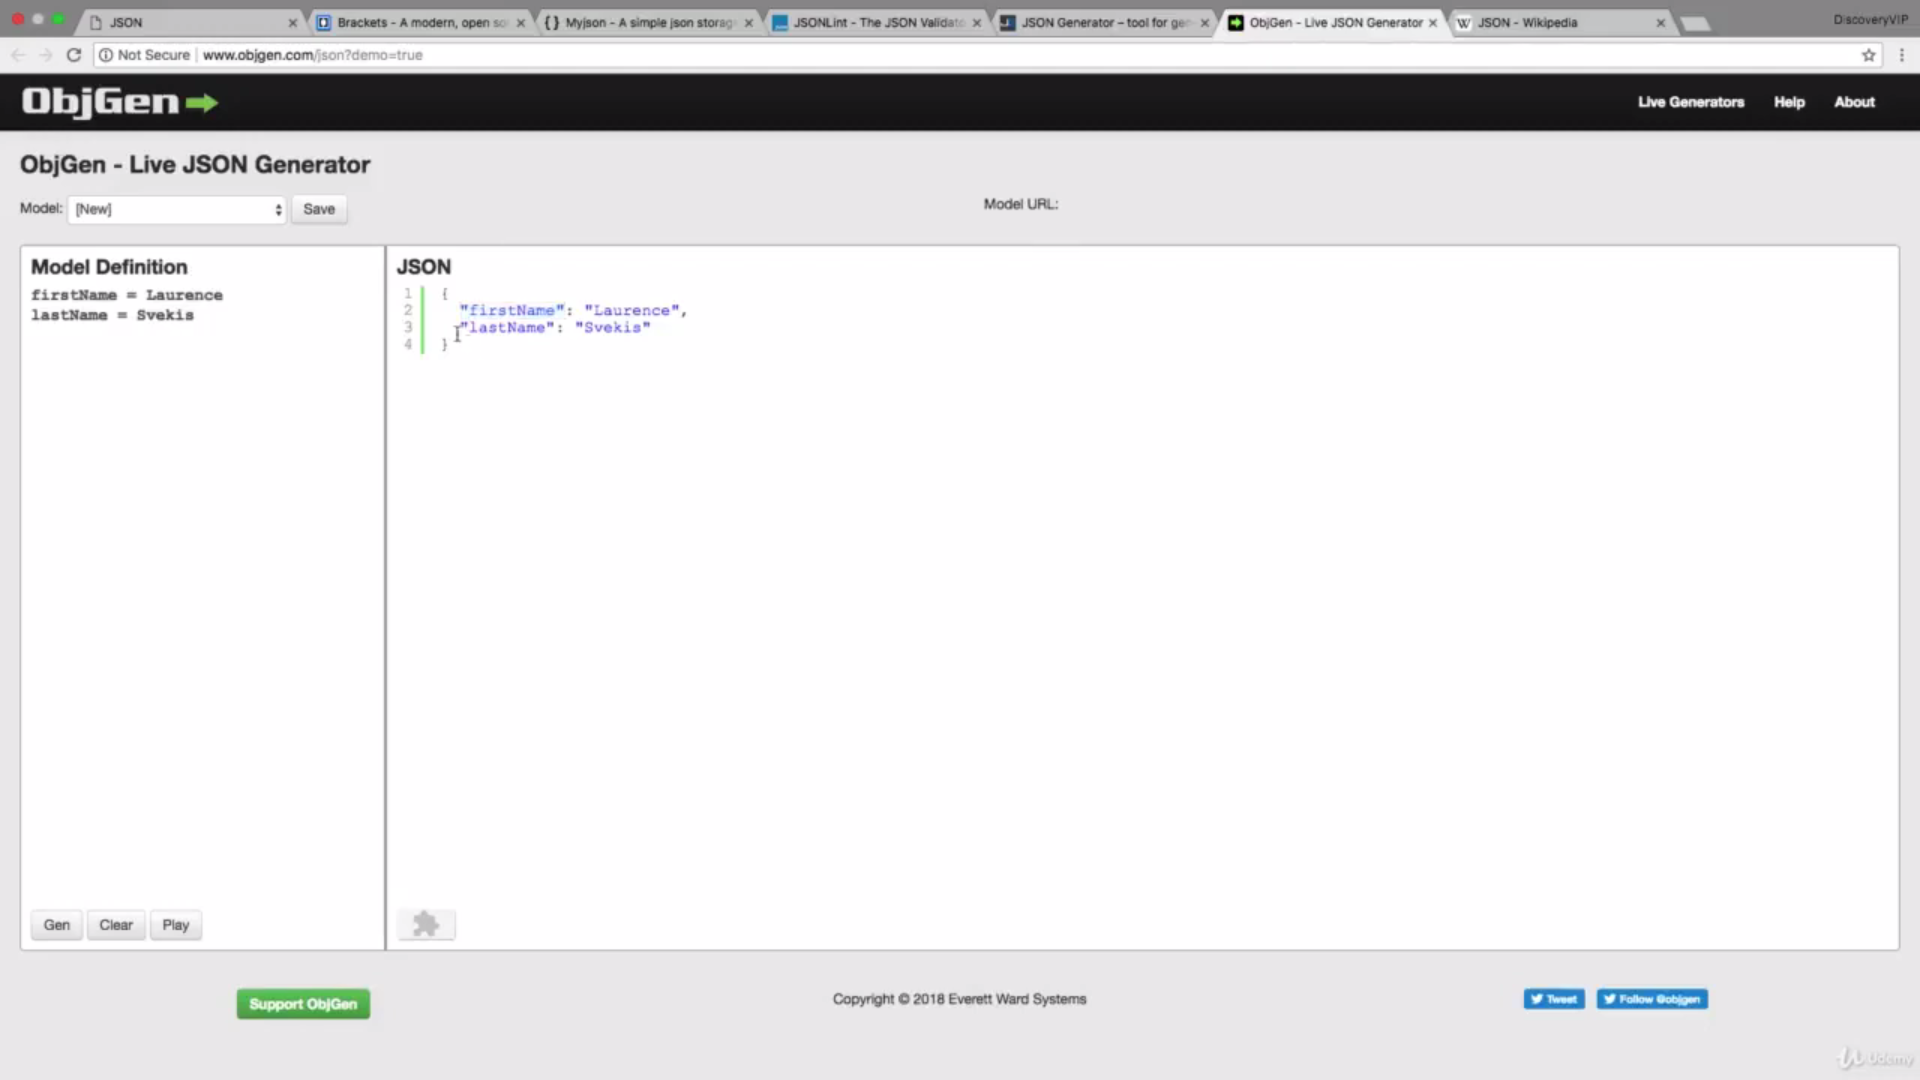 JSON
Brackets - A modern, open so
Myjson - A simple json storag
JSONLint - The JSON Validato
JSON Generator – tool for gen
ObjGen - Live JSON Generator
JSON - Wikipedia
DiscoveryVIP
Not Secure | www.objgen.com/json?demo=true
ObjGen
Live Generators
Help
About
ObjGen - Live JSON Generator
Model: [New] Save
Model URL:
Model Definition
firstName = Laurence
lastName = Svekis
JSON
1 {
2 "firstName": "Laurence",
3 "lastName": "Svekis"
4 }
Gen Clear Play
Support ObjGen
Copyright © 2018 Everett Ward Systems
Tweet
Follow @objgen
Udemy